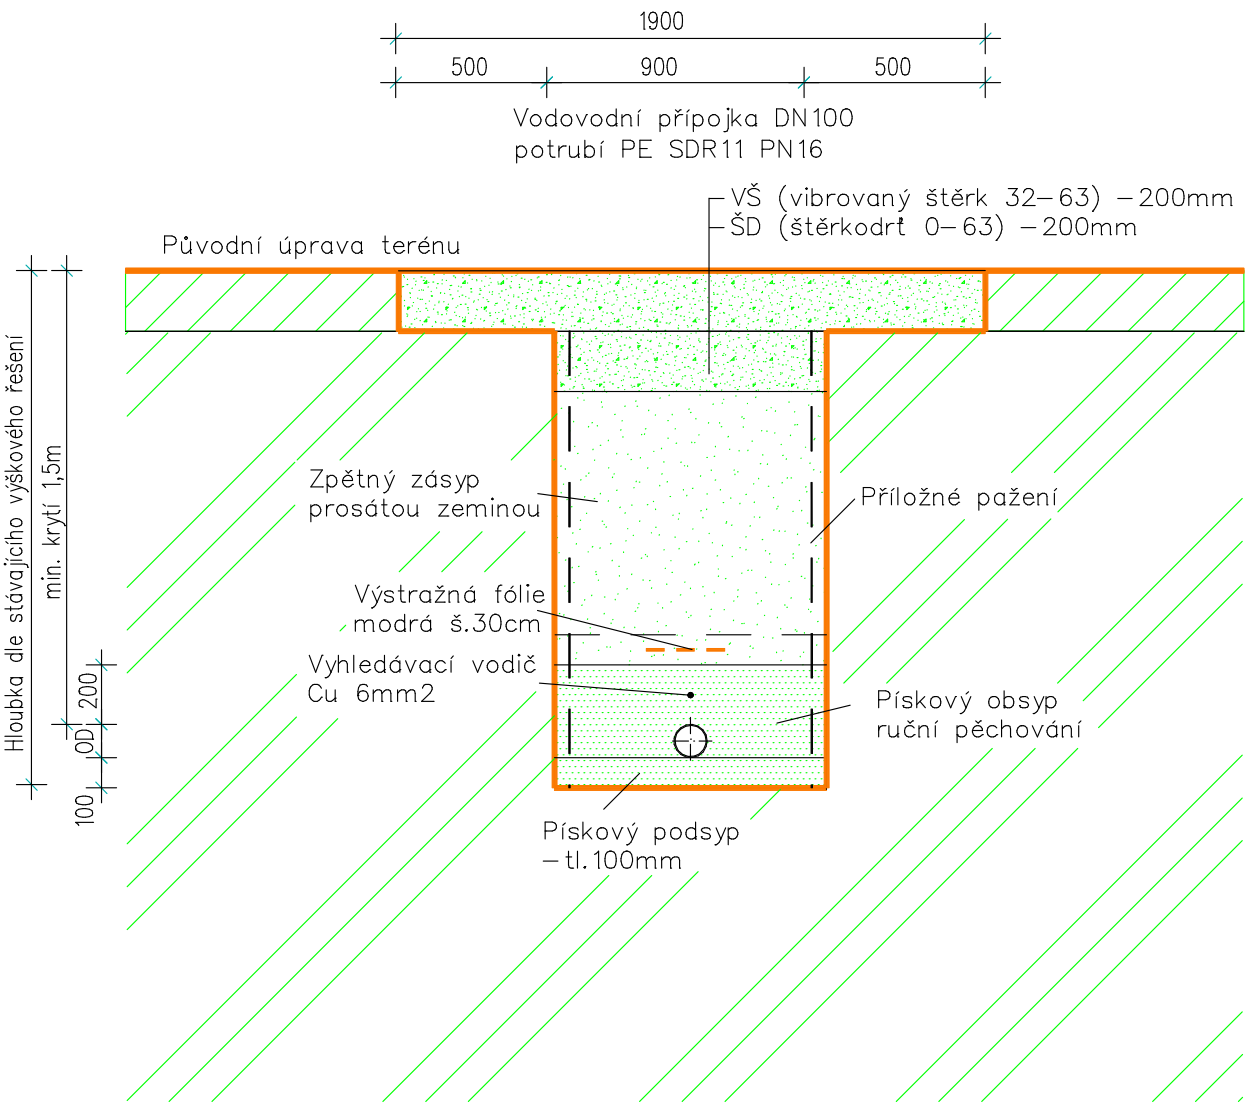 1900
500
900
500
Vodovodní přípojka DN100
potrubí PE SDR11 PN16
VŠ (vibrovaný štěrk 32-63) -200mm
ŠD (štěrkodrť 0-63) -200mm
Původní úprava terénu
Hloubka dle stávajícího výškového řešení
min. krytí 1,5m
Zpětný zásyp
prosátou zeminou
Příložné pažení
Výstražná fólie
modrá š.30cm
Vyhledávací vodič
Cu 6mm2
200
OD
100
Pískový obsyp
ruční pěchování
Pískový podsyp
-tl.100mm